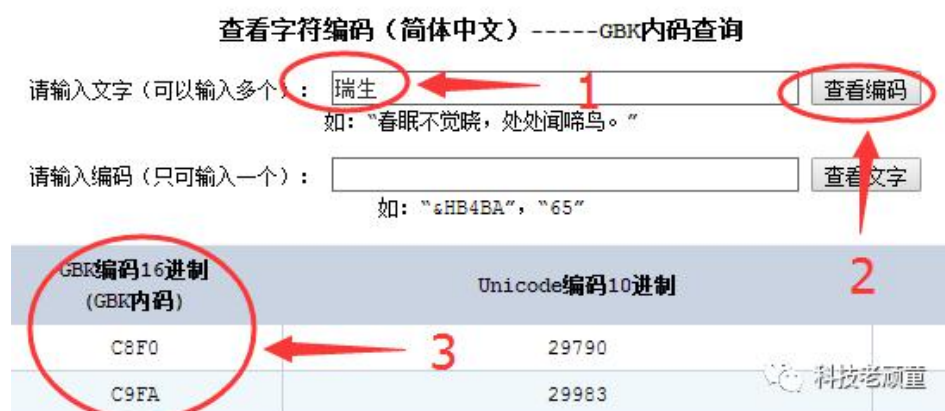 查看字符编码（简体中文）-----GBK内码查询
请输入文字（可以输入多个）： 瑞生 1 查看编码
如：“春眠不觉晓，处处闻啼鸟。”
请输入编码（只可输入一个）： 查看文字
如：“&HB4BA”，“65”
GBK编码16进制
(GBK内码)
Unicode编码10进制
2
C8F0 3 29790
C9FA 29983
科技老顽童